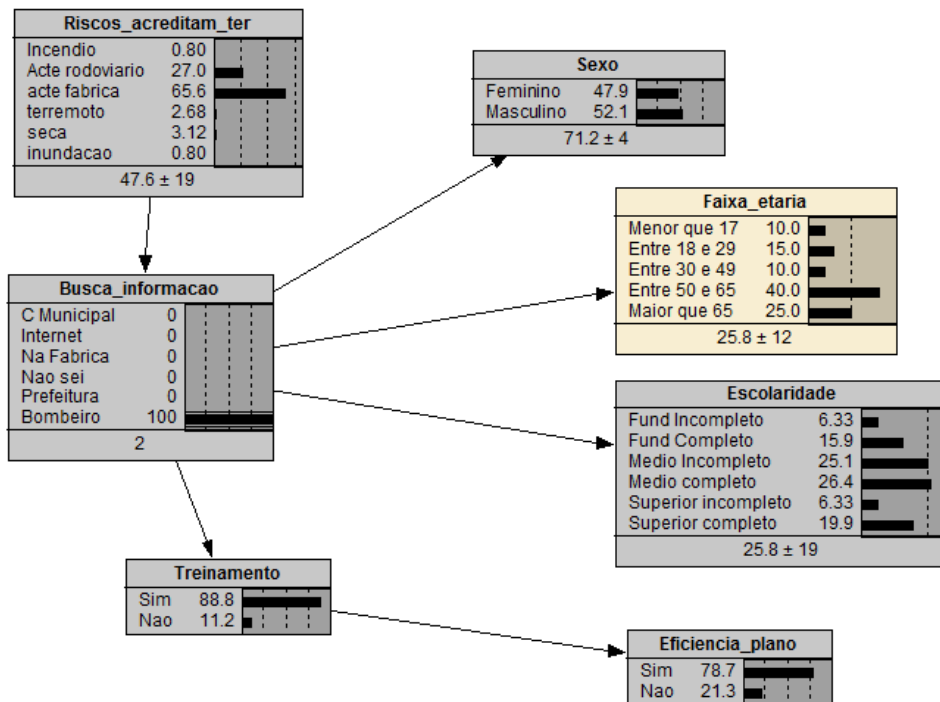 Riscos_acreditam_ter
Incendio 0.80
Acte rodoviario 27.0
acte fabrica 65.6
terremoto 2.68
seca 3.12
inundacao 0.80
47.6 ± 19
Sexo
Feminino 47.9
Masculino 52.1
71.2 ± 4
Faixa_etaria
Menor que 17 10.0
Entre 18 e 29 15.0
Entre 30 e 49 10.0
Entre 50 e 65 40.0
Maior que 65 25.0
25.8 ± 12
Busca_informacao
C Municipal 0
Internet 0
Na Fabrica 0
Nao sei 0
Prefeitura 0
Bombeiro 100
2
Escolaridade
Fund Incompleto 6.33
Fund Completo 15.9
Medio Incompleto 25.1
Medio completo 26.4
Superior incompleto 6.33
Superior completo 19.9
25.8 ± 19
Treinamento
Sim 88.8
Nao 11.2
Eficiencia_plano
Sim 78.7
Nao 21.3